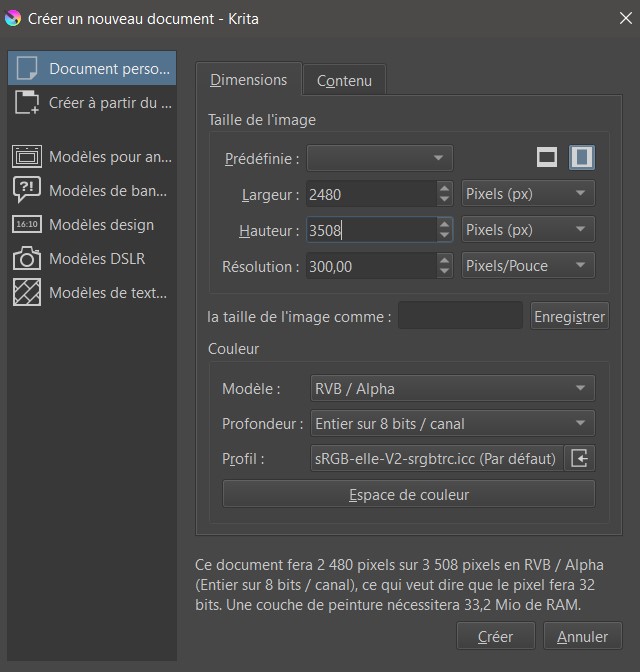 Créer un nouveau document - Krita
Document perso...
Créer à partir du ...
Modèles pour an...
Modèles de ban...
Modèles design
Modèles DSLR
Modèles de text...
?!
16:10
Dimensions
Contenu
Taille de l'image
Prédéfinie :
Largeur : 2480 Pixels (px)
Hauteur : 3508 Pixels (px)
Résolution : 300,00 Pixels/Pouce
la taille de l'image comme : Enregistrer
Couleur
Modèle : RVB / Alpha
Profondeur : Entier sur 8 bits / canal
Profil : sRGB-elle-V2-srgbtrc.icc (Par défaut)
Espace de couleur
Ce document fera 2 480 pixels sur 3 508 pixels en RVB / Alpha
(Entier sur 8 bits / canal), ce qui veut dire que le pixel fera 32
bits. Une couche de peinture nécessitera 33,2 Mio de RAM.
Créer Annuler